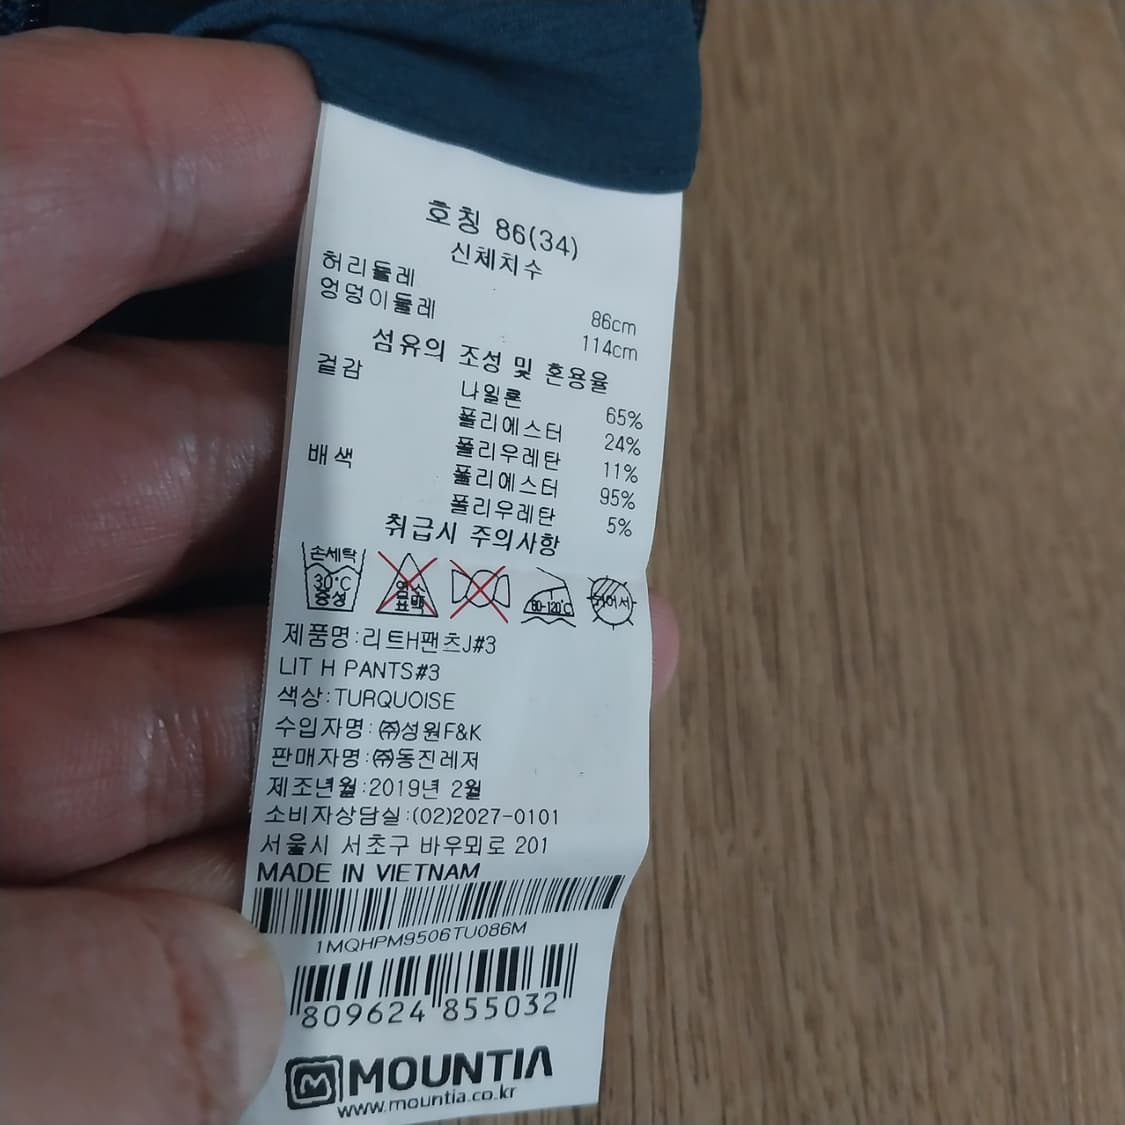 호칭 86(34)
신체치수
허리둘레 86cm
엉덩이둘레 114cm
섬유의 조성 및 혼용율
겉감 나일론 65%
폴리에스터 24%
폴리우레탄 11%
배색 폴리에스터 95%
폴리우레탄 5%
취급시 주의사항
손세탁 30℃ 중성
염소 표백
80-120℃
뉘어서
제품명:리트H팬츠J#3
LIT H PANTS#3
색상:TURQUOISE
수입자명:㈜성원F&K
판매자명:㈜동진레저
제조년월:2019년 2월
소비자상담실:(02)2027-0101
서울시 서초구 바우뫼로 201
MADE IN VIETNAM
1MQHPM9506TU086M
809624 855032
MOUNTIA
www.mountia.co.kr